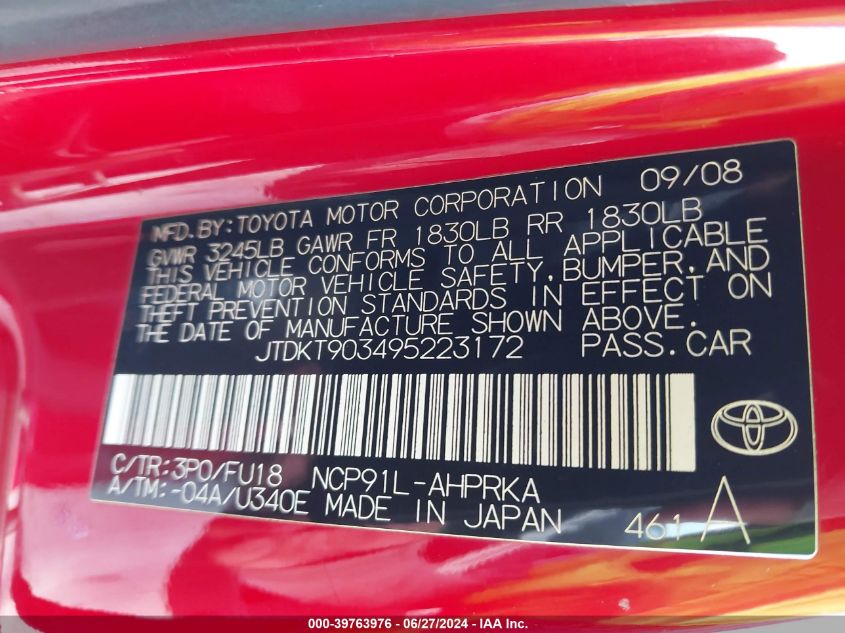 MFD. BY: TOYOTA MOTOR CORPORATION 09/08
GVWR 3245LB GAWR FR 1830LB RR 1830LB
THIS VEHICLE CONFORMS TO ALL APPLICABLE
FEDERAL MOTOR VEHICLE SAFETY, BUMPER, AND
THEFT PREVENTION STANDARDS IN EFFECT ON
THE DATE OF MANUFACTURE SHOWN ABOVE.
JTDKT903495223172 PASS. CAR
C/TR: 3P0/FU18 NCP91L-AHPRKA
A/TM: -04A/U340E MADE IN JAPAN 461 A
000-39763976 - 06/27/2024 - IAA Inc.